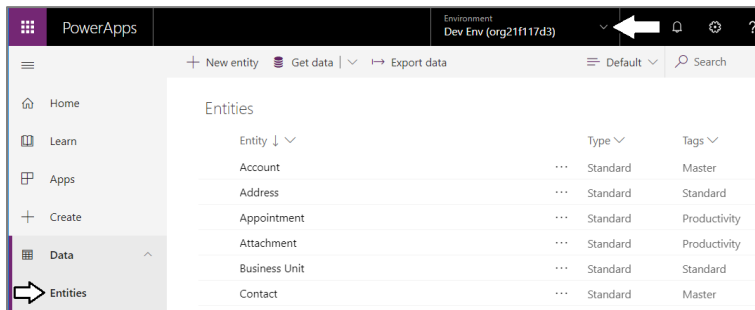 PowerApps
Environment
Dev Env (org21f117d3)
?
New entity Get data Export data Default Search
Home
Learn
Apps
Create
Data
Entities
Entities
Entity Type Tags
Account ... Standard Master
Address ... Standard Standard
Appointment ... Standard Productivity
Attachment ... Standard Productivity
Business Unit ... Standard Standard
Contact ... Standard Master